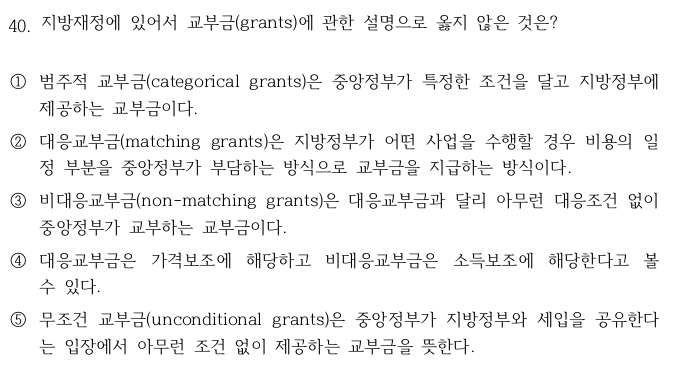 40. 지방재정에 있어서 교부금(grants)에 관한 설명으로 옳지 않은 것은?
① 범주적 교부금(categorical grants)은 중앙정부가 특정한 조건을 달고 지방정부에
제공하는 교부금이다.
② 대응교부금(matching grants)은 지방정부가 어떤 사업을 수행할 경우 비용의 일
정 부분을 중앙정부가 부담하는 방식으로 교부금을 지급하는 방식이다.
③ 비대응교부금(non-matching grants)은 대응교부금과 달리 아무런 대응조건 없이
중앙정부가 교부하는 교부금이다.
④ 대응교부금은 가격보조에 해당하고 비대응교부금은 소득보조에 해당한다고 볼
수 있다.
⑤ 무조건 교부금(unconditional grants)은 중앙정부가 지방정부와 세입을 공유한다
는 입장에서 아무런 조건 없이 제공하는 교부금을 뜻한다.